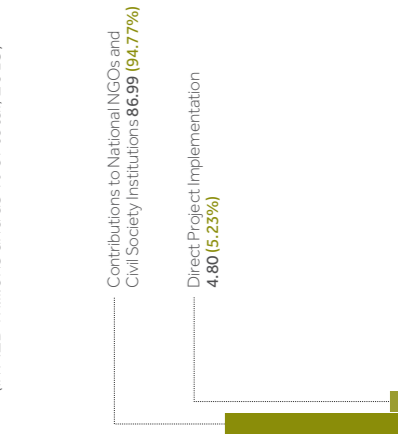 Contributions to National NGOs and
Civil Society Institutions 86.99 (94.77%)
Direct Project Implementation
4.80 (5.23%)